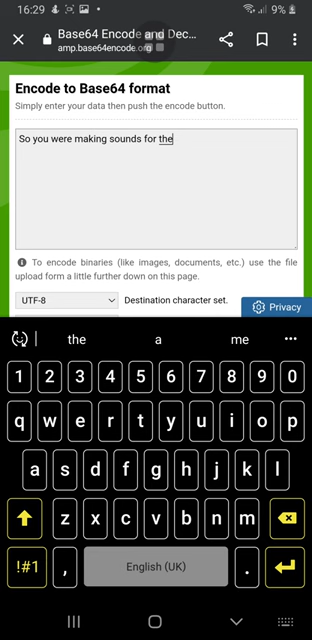 16:29 9%
Base64 Encode and Dec...
amp.base64encode.org
Encode to Base64 format
Simply enter your data then push the encode button.
So you were making sounds for the
To encode binaries (like images, documents, etc.) use the file
upload form a little further down on this page.
UTF-8 Destination character set.
Privacy
the a me
1 2 3 4 5 6 7 8 9 0
q w e r t y u i o p
a s d f g h j k l
z x c v b n m
!#1 , English (UK) .